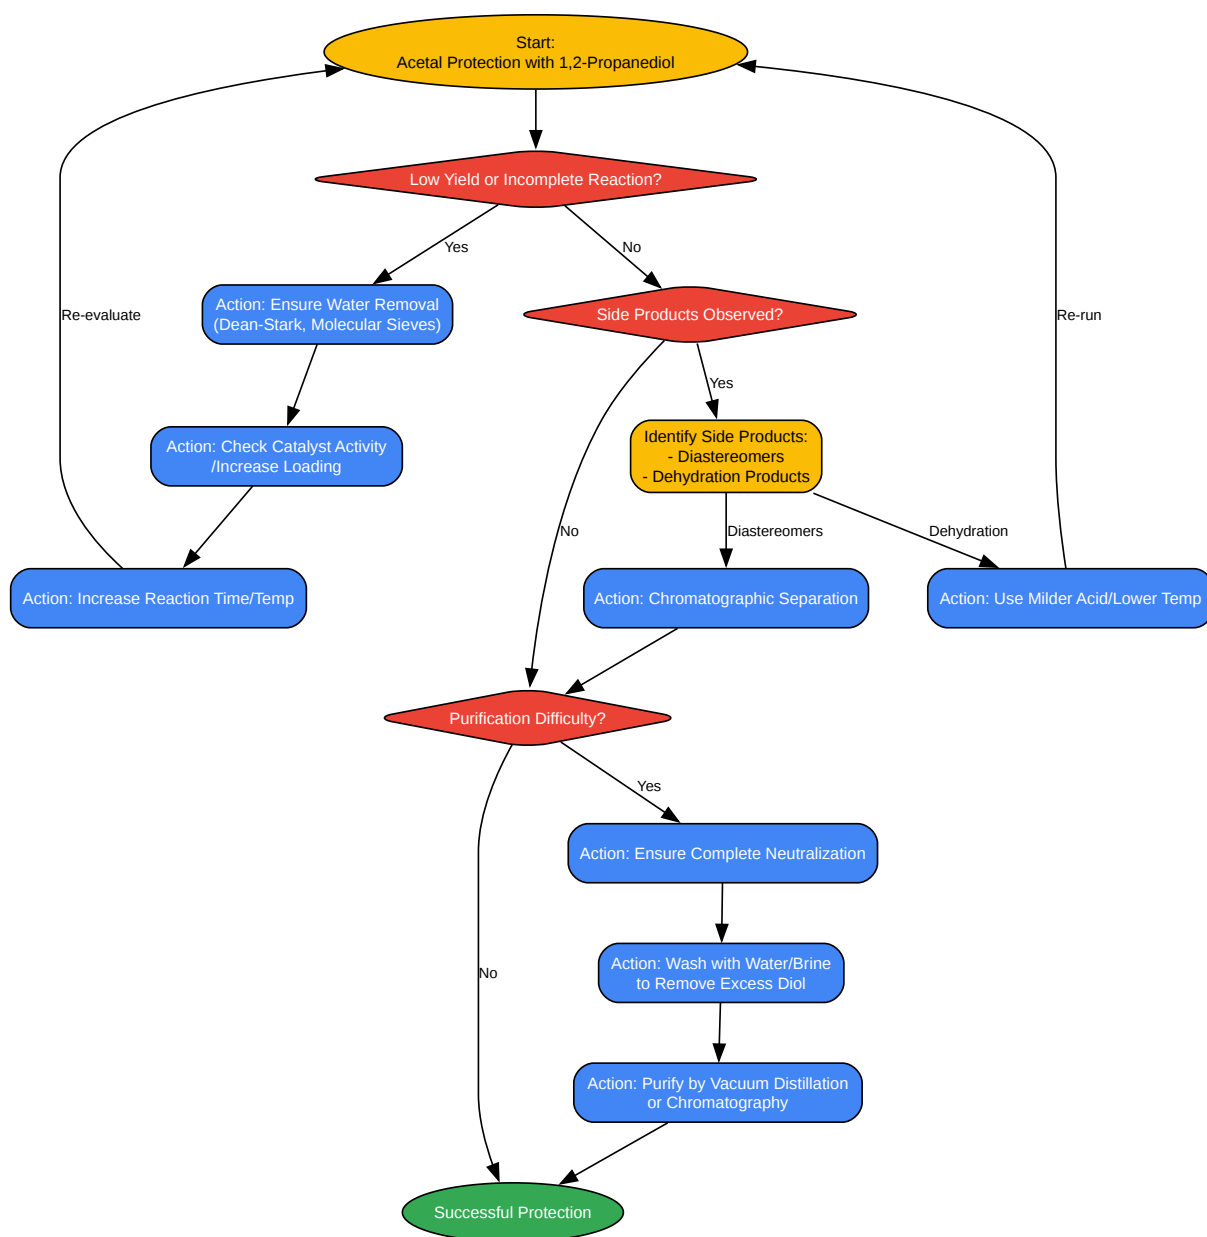 Start:
Acetal Protection with 1,2-Propanediol
Low Yield or Incomplete Reaction?
Yes
No
Action: Ensure Water Removal
(Dean-Stark, Molecular Sieves)
Side Products Observed?
Re-evaluate
Re-run
Yes
Action: Check Catalyst Activity
/Increase Loading
Identify Side Products:
- Diastereomers
- Dehydration Products
No
Diastereomers
Dehydration
Action: Increase Reaction Time/Temp
Action: Chromatographic Separation
Action: Use Milder Acid/Lower Temp
Purification Difficulty?
Yes
Action: Ensure Complete Neutralization
No
Action: Wash with Water/Brine
to Remove Excess Diol
Action: Purify by Vacuum Distillation
or Chromatography
Successful Protection